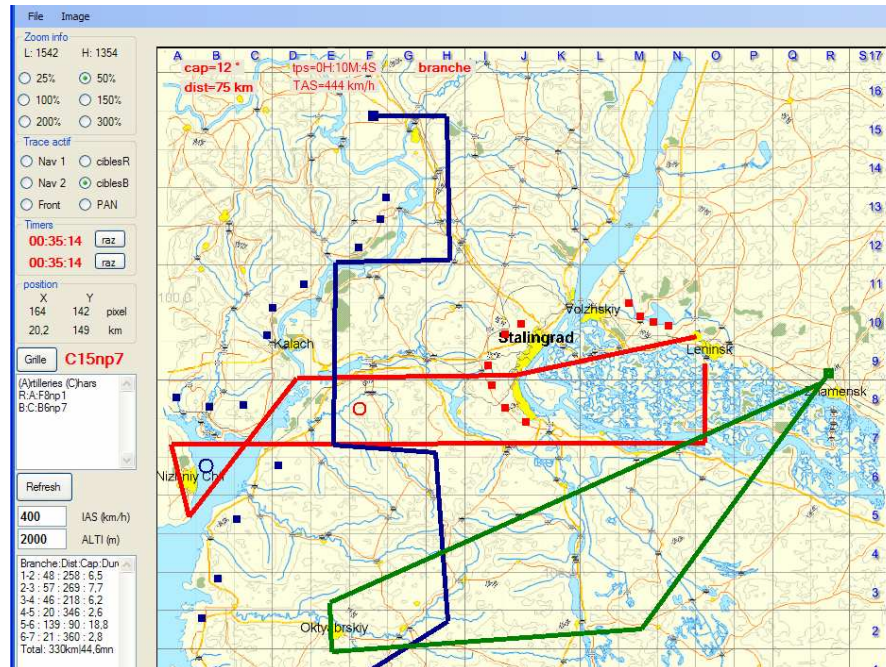 File Image
Zoom info
L: 1542 H: 1354
25% 50%
100% 150%
200% 300%
Trace actif
Nav 1 ciblesR
Nav 2 ciblesB
Front PAN
Timers
00:35:14 raz
00:35:14 raz
position
X Y
164 142 pixel
20,2 149 km
Grille C15np7
(A)tilleries (C)hars
R:A:F8np1
B:C:B6np7
Refresh
400 IAS (km/h)
2000 ALTI (m)
Branche:Dist:Cap:Dur
1-2 : 48 : 258 : 6,5
2-3 : 57 : 269 : 7,7
3-4 : 46 : 218 : 6,2
4-5 : 20 : 346 : 2,6
5-6 : 139 : 90 : 18,8
6-7 : 21 : 360 : 2,8
Total: 330km|44,6mn
A B C D E F G H I J K L M N O P Q R S 17
cap=12 ° tps=0H:10M:4S branche
dist=75 km TAS=444 km/h
16
15
14
13
12
11
Volzhskiy
10
Stalingrad
Kalach
Leninsk
9
8
Znamensk
7
Nizhniy Chir
6
5
4
3
Oktyabrskiy
2